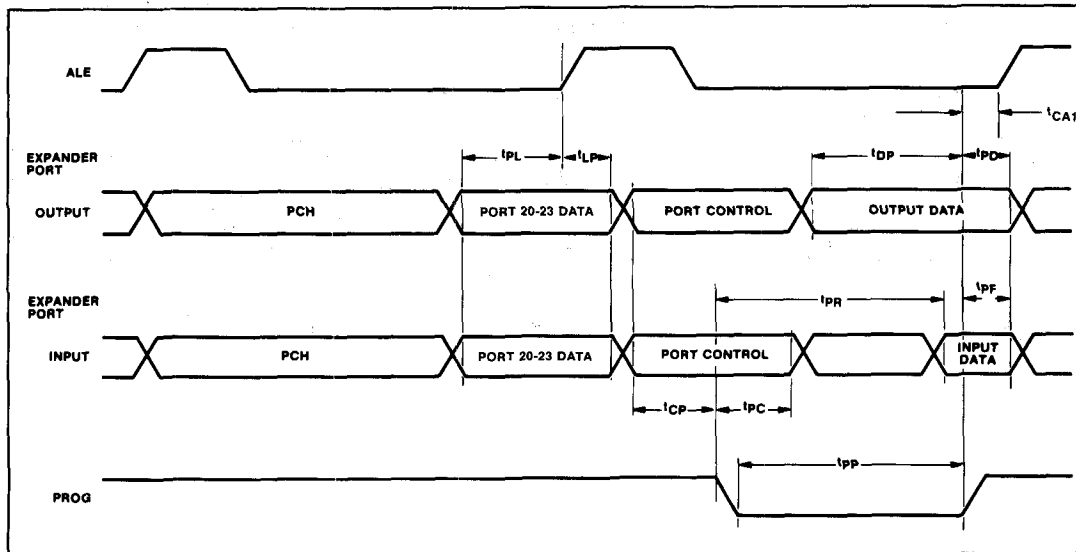 ALE
tCA1
EXPANDER
PORT
tPL
tLP
tDP
tPD
OUTPUT
PCH
PORT 20-23 DATA
PORT CONTROL
OUTPUT DATA
EXPANDER
PORT
tPR
tPF
INPUT
PCH
PORT 20-23 DATA
PORT CONTROL
INPUT
DATA
tCP
tPC
tPP
PROG